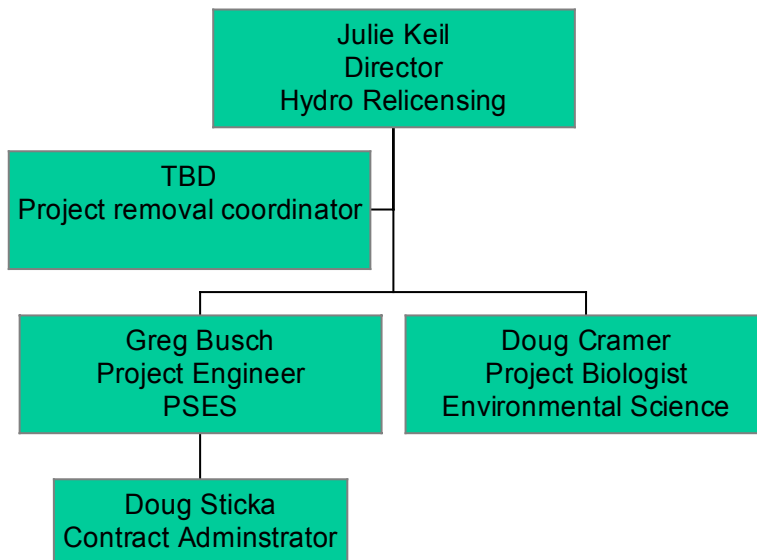 Julie Keil
Director
Hydro Relicensing
TBD
Project removal coordinator
Greg Busch
Project Engineer
PSES
Doug Cramer
Project Biologist
Environmental Science
Doug Sticka
Contract Adminstrator